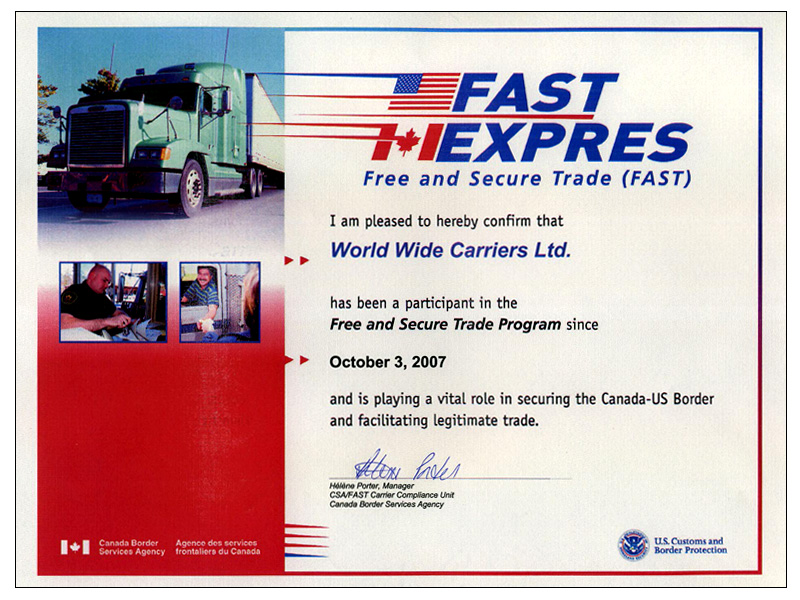 FAST
EXPRES
Free and Secure Trade (FAST)
I am pleased to hereby confirm that
World Wide Carriers Ltd.
has been a participant in the
Free and Secure Trade Program since
October 3, 2007
and is playing a vital role in securing the Canada-US Border
and facilitating legitimate trade.
Hélène Porter
Hélène Porter, Manager
CSA/FAST Carrier Compliance Unit
Canada Border Services Agency
Canada Border
Services Agency
Agence des services
frontaliers du Canada
U.S. Customs and
Border Protection